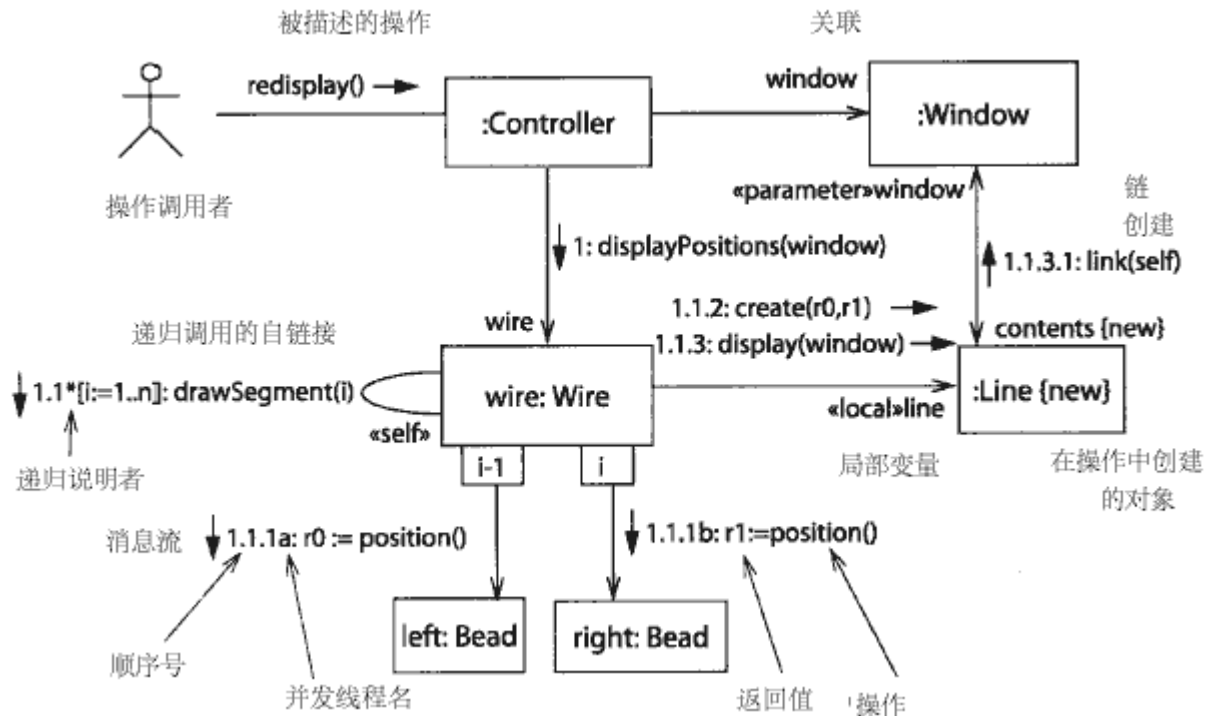 被描述的操作
关联
redisplay()
window
:Controller
:Window
操作调用者
«parameter»window
链
创建
1: displayPositions(window)
1.1.3.1: link(self)
1.1.2: create(r0,r1)
递归调用的自链接
wire
1.1.3: display(window)
contents {new}
1.1*[i:=1..n]: drawSegment(i)
wire: Wire
:Line {new}
«self»
«local»line
i-1
i
递归说明者
局部变量
在操作中创建
的对象
消息流
1.1.1a: r0 := position()
1.1.1b: r1:=position()
left: Bead
right: Bead
顺序号
并发线程名
返回值
操作